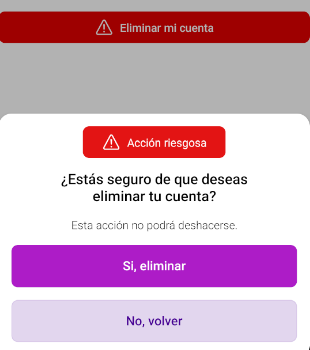 Eliminar mi cuenta
Acción riesgosa
¿Estás seguro de que deseas
eliminar tu cuenta?
Esta acción no podrá deshacerse.
Si, eliminar
No, volver